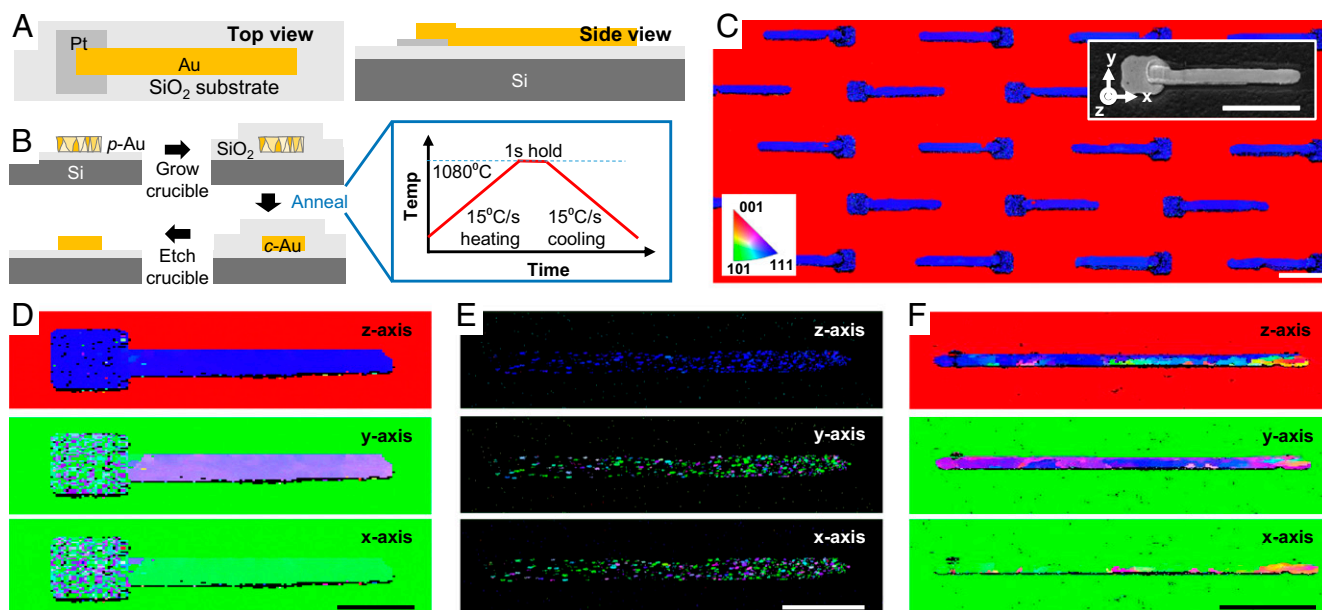 A
Top view
Pt
Au
SiO2 substrate
Side view
Si
B
p-Au
Si
Grow
crucible
SiO2
Anneal
c-Au
Etch
crucible
Temp
1080°C
1s hold
15°C/s
heating
15°C/s
cooling
Time
C
y
z
x
001
101
111
D
z-axis
y-axis
x-axis
E
z-axis
y-axis
x-axis
F
z-axis
y-axis
x-axis